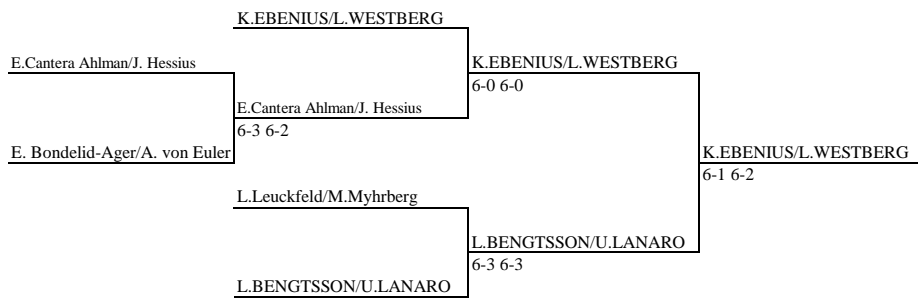 K.EBENIUS/L.WESTBERG
E.Cantera Ahlman/J. Hessius
K.EBENIUS/L.WESTBERG
6-0 6-0
E.Cantera Ahlman/J. Hessius
6-3 6-2
E. Bondelid-Ager/A. von Euler
K.EBENIUS/L.WESTBERG
6-1 6-2
L.Leuckfeld/M.Myhrberg
L.BENGTSSON/U.LANARO
6-3 6-3
L.BENGTSSON/U.LANARO